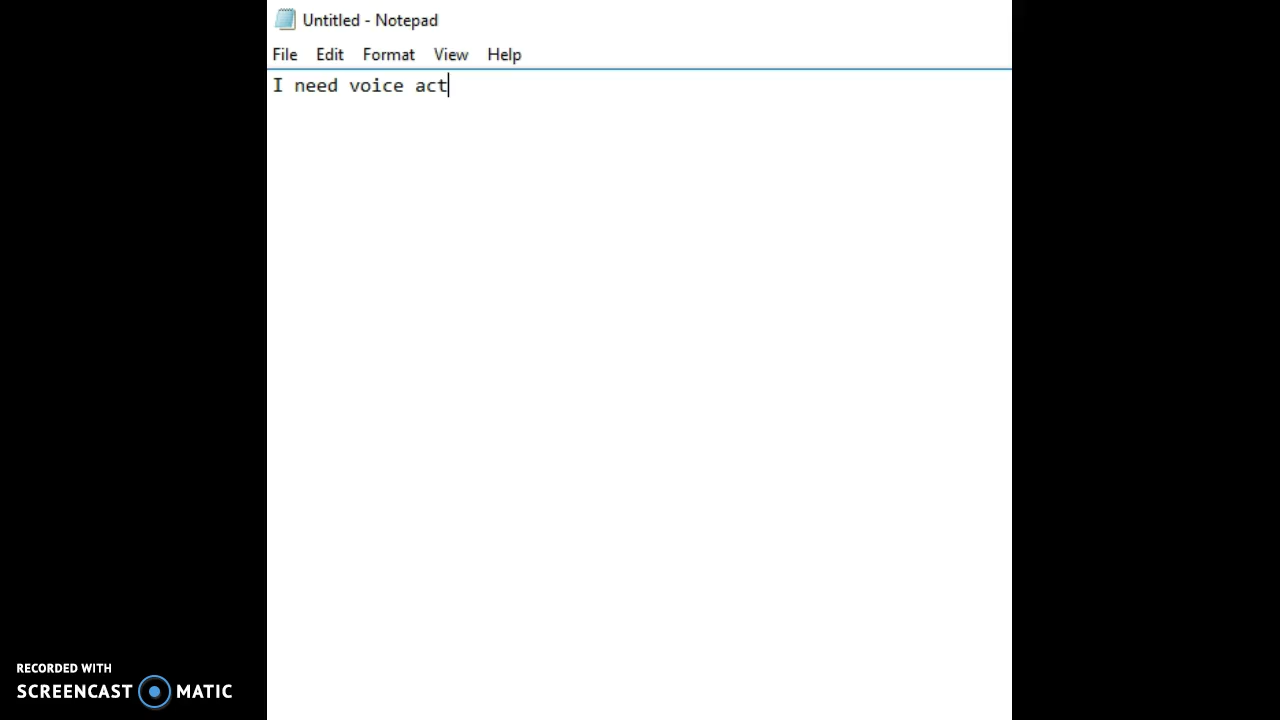 Untitled - Notepad
File Edit Format View Help
I need voice act
RECORDED WITH
SCREENCAST MATIC